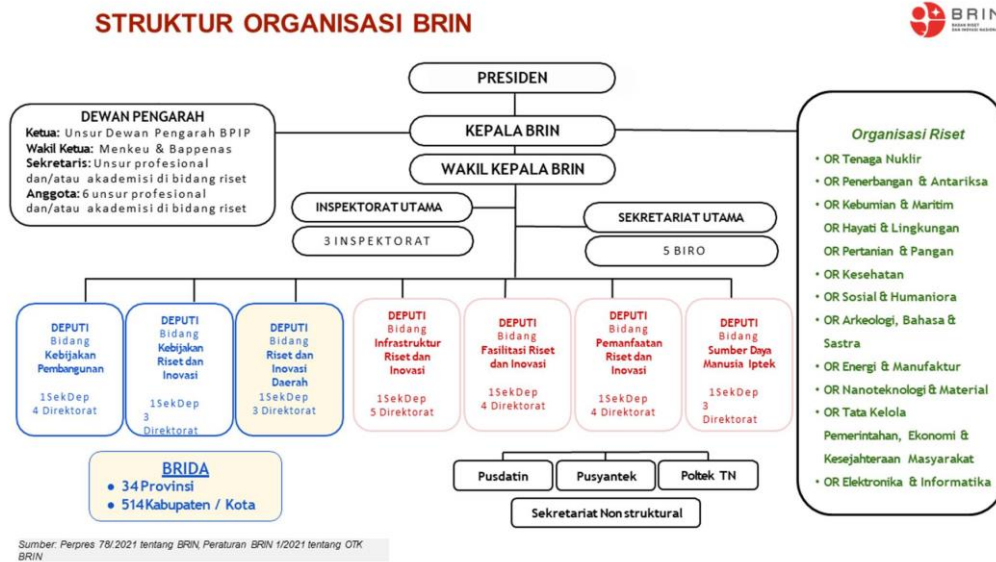 STRUKTUR ORGANISASI BRIN
BRIN
BADAN RISET
DAN INOVASI NASIONAL
PRESIDEN
KEPALA BRIN
WAKIL KEPALA BRIN
DEWAN PENGARAH
Ketua: Unsur Dewan Pengarah BPIP
Wakil Ketua: Menkeu & Bappenas
Sekretaris: Unsur profesional
dan/atau akademisi di bidang riset
Anggota: 6 unsur profesional
dan/atau akademisi di bidang riset
INSPEKTORAT UTAMA
3 INSPEKTORAT
SEKRETARIAT UTAMA
5 BIRO
DEPUTI
Bidang
Kebijakan
Pembangunan
1SekDep
4 Direktorat
DEPUTI
Bidang
Kebijakan
Riset dan
Inovasi
1SekDep
3
Direktorat
DEPUTI
Bidang
Riset dan
Inovasi
Daerah
1SekDep
3 Direktorat
DEPUTI
Bidang
Infrastruktur
Riset dan
Inovasi
1SekDep
5 Direktorat
DEPUTI
Bidang
Fasilitasi Riset
dan Inovasi
1SekDep
4 Direktorat
DEPUTI
Bidang
Pemanfaatan
Riset dan
Inovasi
1SekDep
4 Direktorat
DEPUTI
Bidang
Sumber Daya
Manusia Iptek
1SekDep
3
Direktorat
BRIDA
• 34 Provinsi
• 514 Kabupaten / Kota
Pusdatin
Pusyantek
Poltek TN
Sekretariat Non struktural
Organisasi Riset
• OR Tenaga Nuklir
• OR Penerbangan & Antariksa
• OR Kebumian & Maritim
OR Hayati & Lingkungan
OR Pertanian & Pangan
• OR Kesehatan
• OR Sosial & Humaniora
• OR Arkeologi, Bahasa &
Sastra
• OR Energi & Manufaktur
• OR Nanoteknologi & Material
• OR Tata Kelola
Pemerintahan, Ekonomi &
Kesejahteraan Masyarakat
• OR Elektronika & Informatika
Sumber: Perpres 78/2021 tentang BRIN, Peraturan BRIN 1/2021 tentang OTK
BRIN